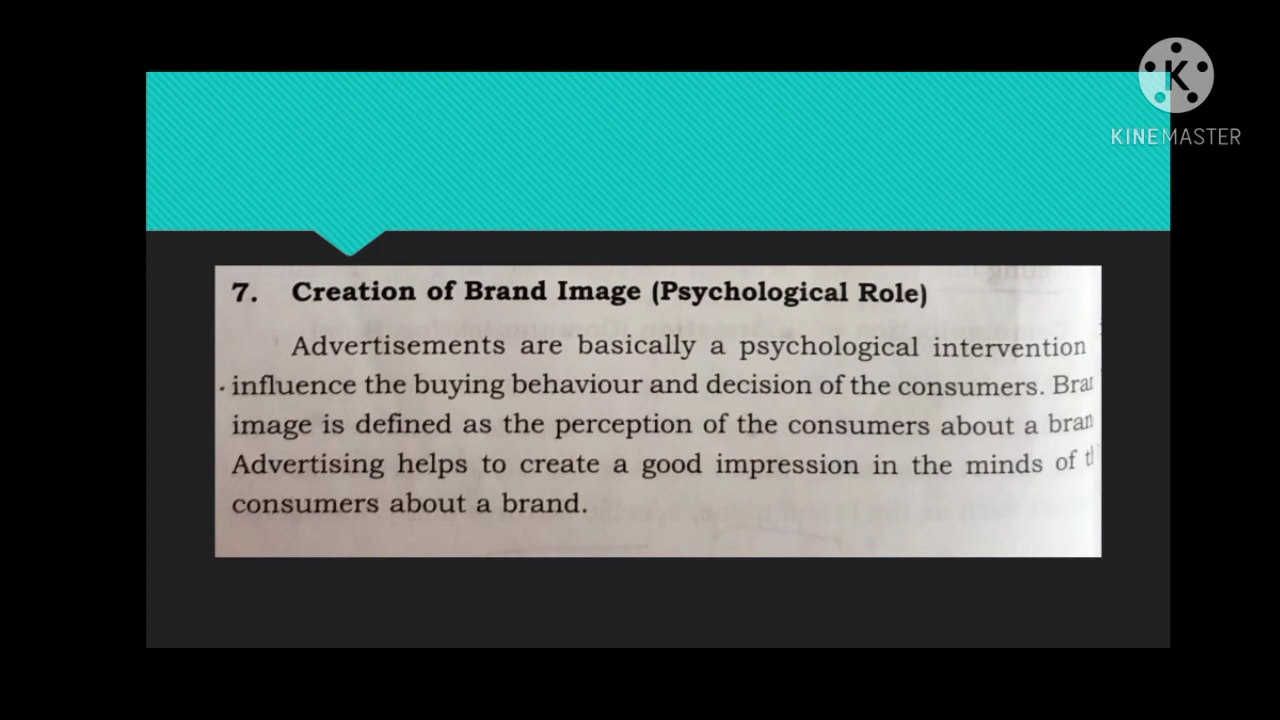 KINEMASTER
7. Creation of Brand Image (Psychological Role)
Advertisements are basically a psychological intervention
influence the buying behaviour and decision of the consumers. Bra
image is defined as the perception of the consumers about a bran
Advertising helps to create a good impression in the minds of t
consumers about a brand.